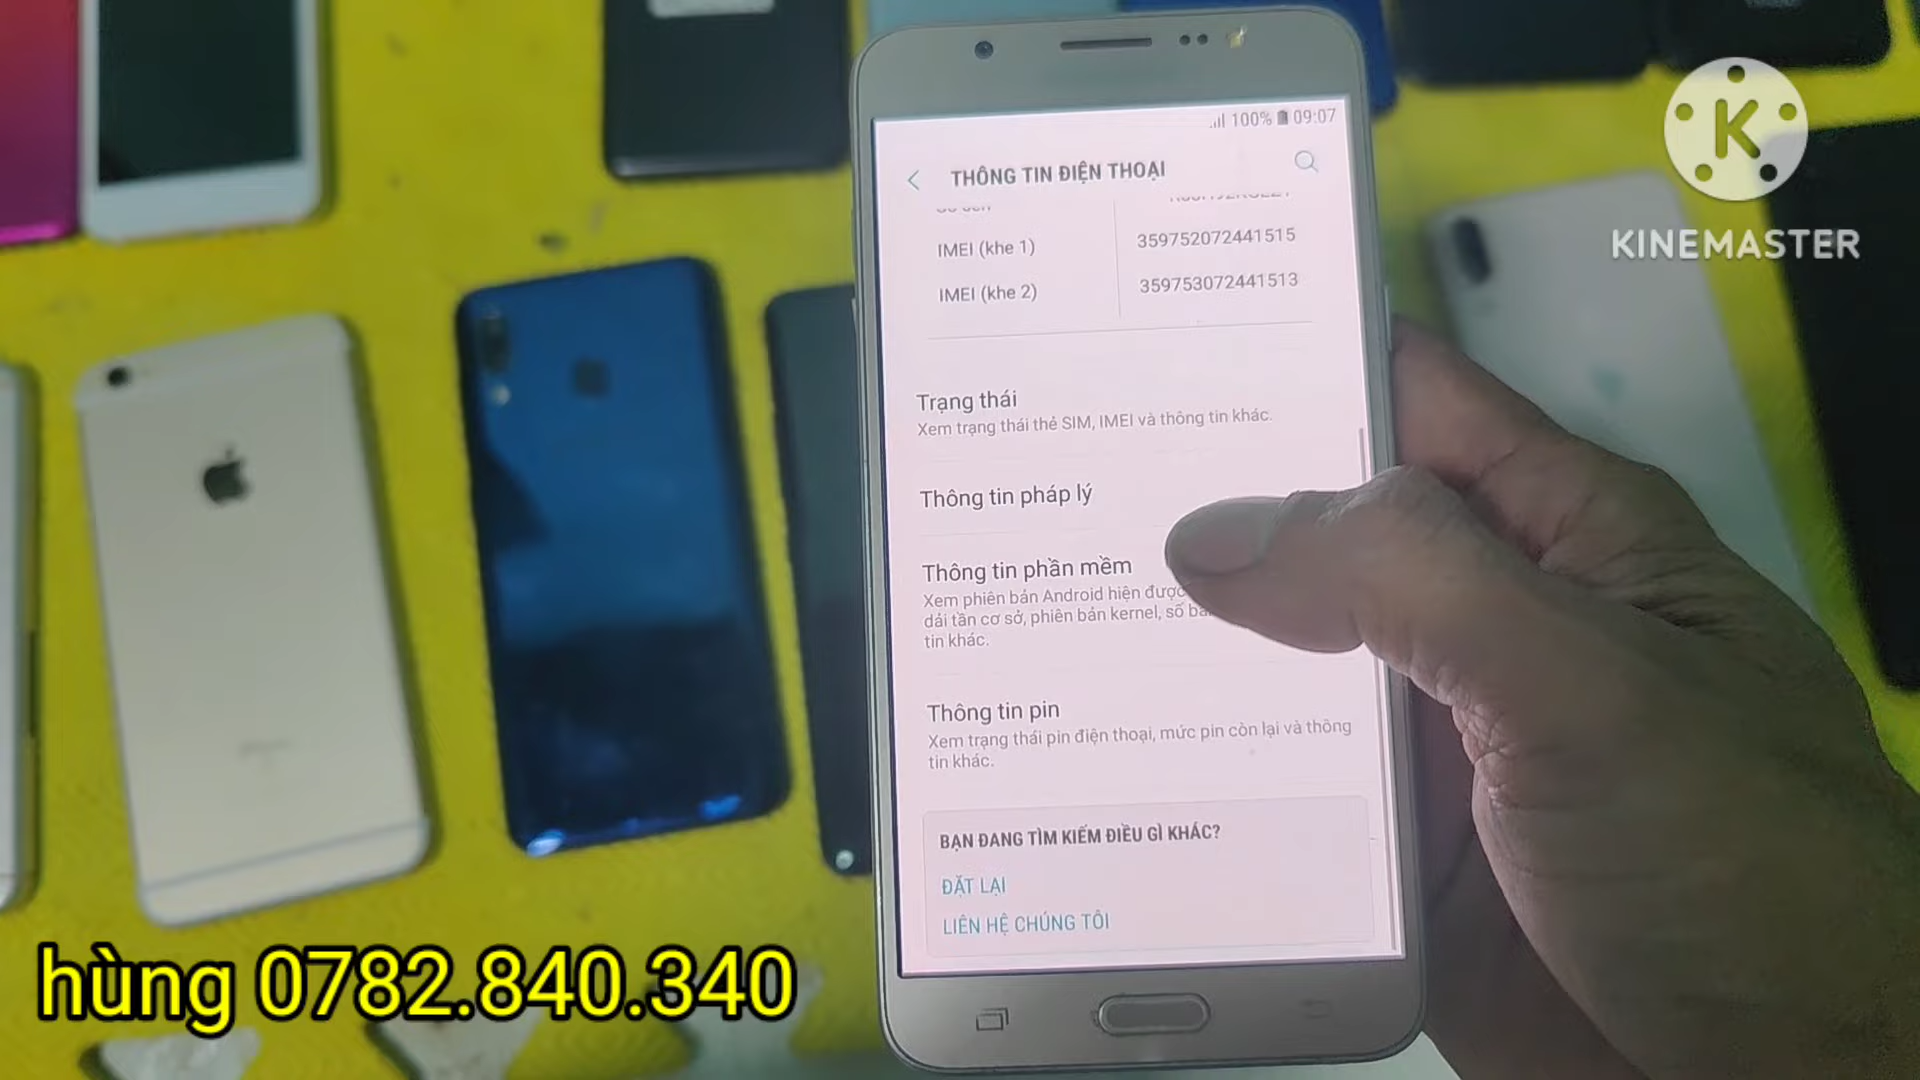 100% 09:07
THÔNG TIN ĐIỆN THOẠI
IMEI (khe 1) 359752072441515
IMEI (khe 2) 359753072441513
Trạng thái
Xem trạng thái thẻ SIM, IMEI và thông tin khác.
Thông tin pháp lý
Thông tin phần mềm
Xem phiên bản Android hiện được
dải tần cơ sở, phiên bản kernel, số
tin khác.
Thông tin pin
Xem trạng thái pin điện thoại, mức pin còn lại và thông
tin khác.
BẠN ĐANG TÌM KIẾM ĐIỀU GÌ KHÁC?
ĐẶT LẠI
LIÊN HỆ CHÚNG TÔI
K
KINEMASTER
hùng 0782.840.340